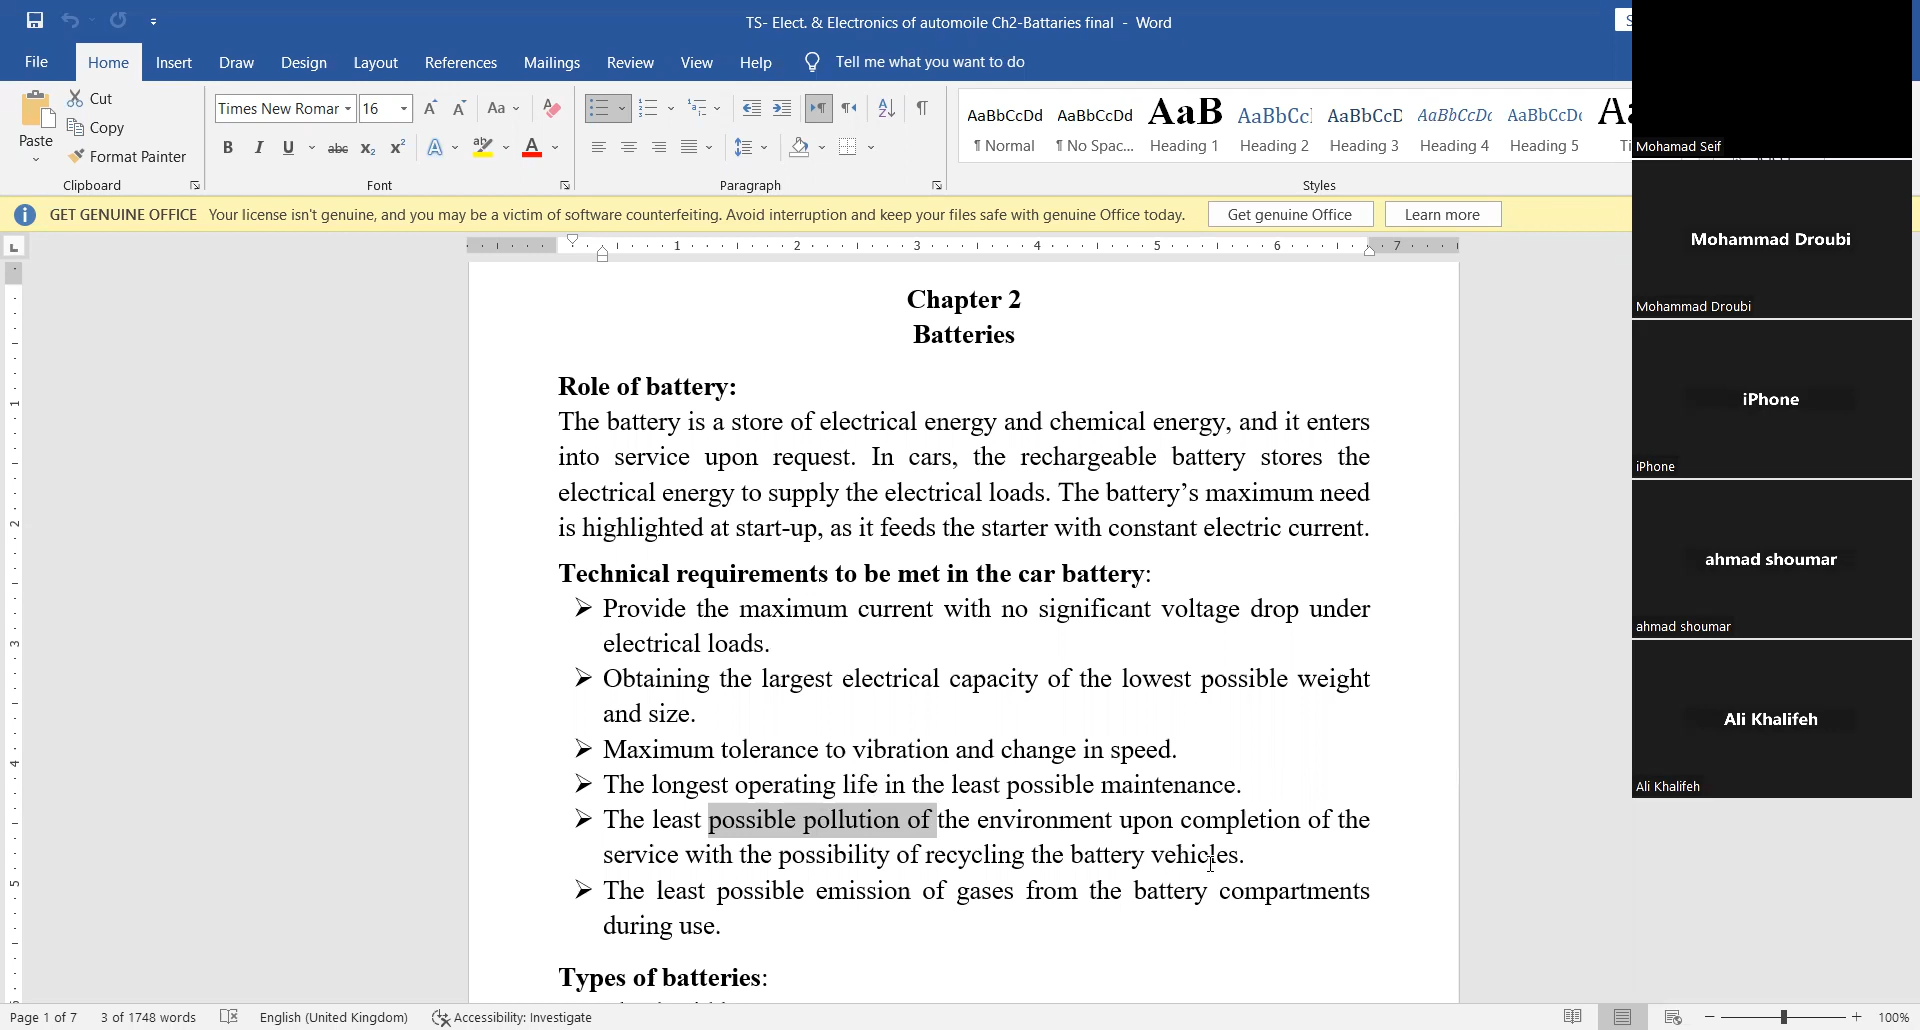 TS- Elect. & Electronics of automoile Ch2-Battaries final - Word
File Home Insert Draw Design Layout References Mailings Review View Help Tell me what you want to do
Cut
Copy
Format Painter
Paste
Clipboard
Times New Romar 16
Font
Paragraph
AaBbCcDd AaBbCcDd AaB AaBbCc AaBbCcD AaBbCcDc AaBbCcDc
¶ Normal ¶ No Spac... Heading 1 Heading 2 Heading 3 Heading 4 Heading 5
Styles
GET GENUINE OFFICE Your license isn't genuine, and you may be a victim of software counterfeiting. Avoid interruption and keep your files safe with genuine Office today. Get genuine Office Learn more
1 2 3 4 5 6 7
Chapter 2
Batteries
Role of battery:
The battery is a store of electrical energy and chemical energy, and it enters
into service upon request. In cars, the rechargeable battery stores the
electrical energy to supply the electrical loads. The battery’s maximum need
is highlighted at start-up, as it feeds the starter with constant electric current.
Technical requirements to be met in the car battery:
➢ Provide the maximum current with no significant voltage drop under
electrical loads.
➢ Obtaining the largest electrical capacity of the lowest possible weight
and size.
➢ Maximum tolerance to vibration and change in speed.
➢ The longest operating life in the least possible maintenance.
➢ The least possible pollution of the environment upon completion of the
service with the possibility of recycling the battery vehicles.
➢ The least possible emission of gases from the battery compartments
during use.
Types of batteries:
Mohamad Seif
Mohammad Droubi
Mohammad Droubi
iPhone
iPhone
ahmad shoumar
ahmad shoumar
Ali Khalifeh
Ali Khalifeh
Page 1 of 7 3 of 1748 words English (United Kingdom) Accessibility: Investigate 100%